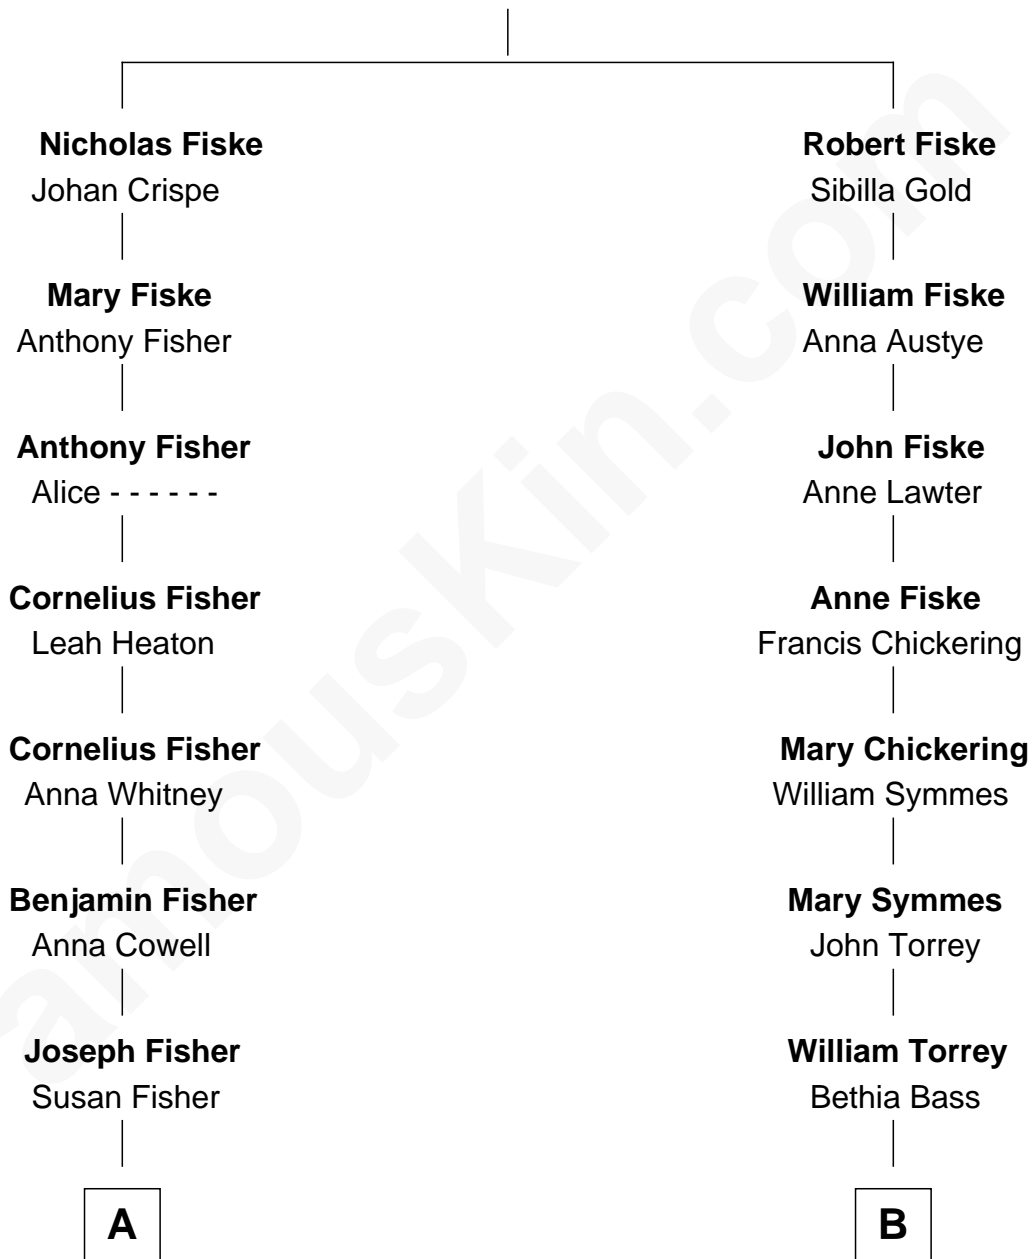 Nicholas Fiske
Johan Crispe
Mary Fiske
Anthony Fisher
Anthony Fisher
Alice - - - - - -
Cornelius Fisher
Leah Heaton
Cornelius Fisher
Anna Whitney
Benjamin Fisher
Anna Cowell
Joseph Fisher
Susan Fisher
A
Robert Fiske
Sibilla Gold
William Fiske
Anna Austye
John Fiske
Anne Lawter
Anne Fiske
Francis Chickering
Mary Chickering
William Symmes
Mary Symmes
John Torrey
William Torrey
Bethia Bass
B
amouskin.com